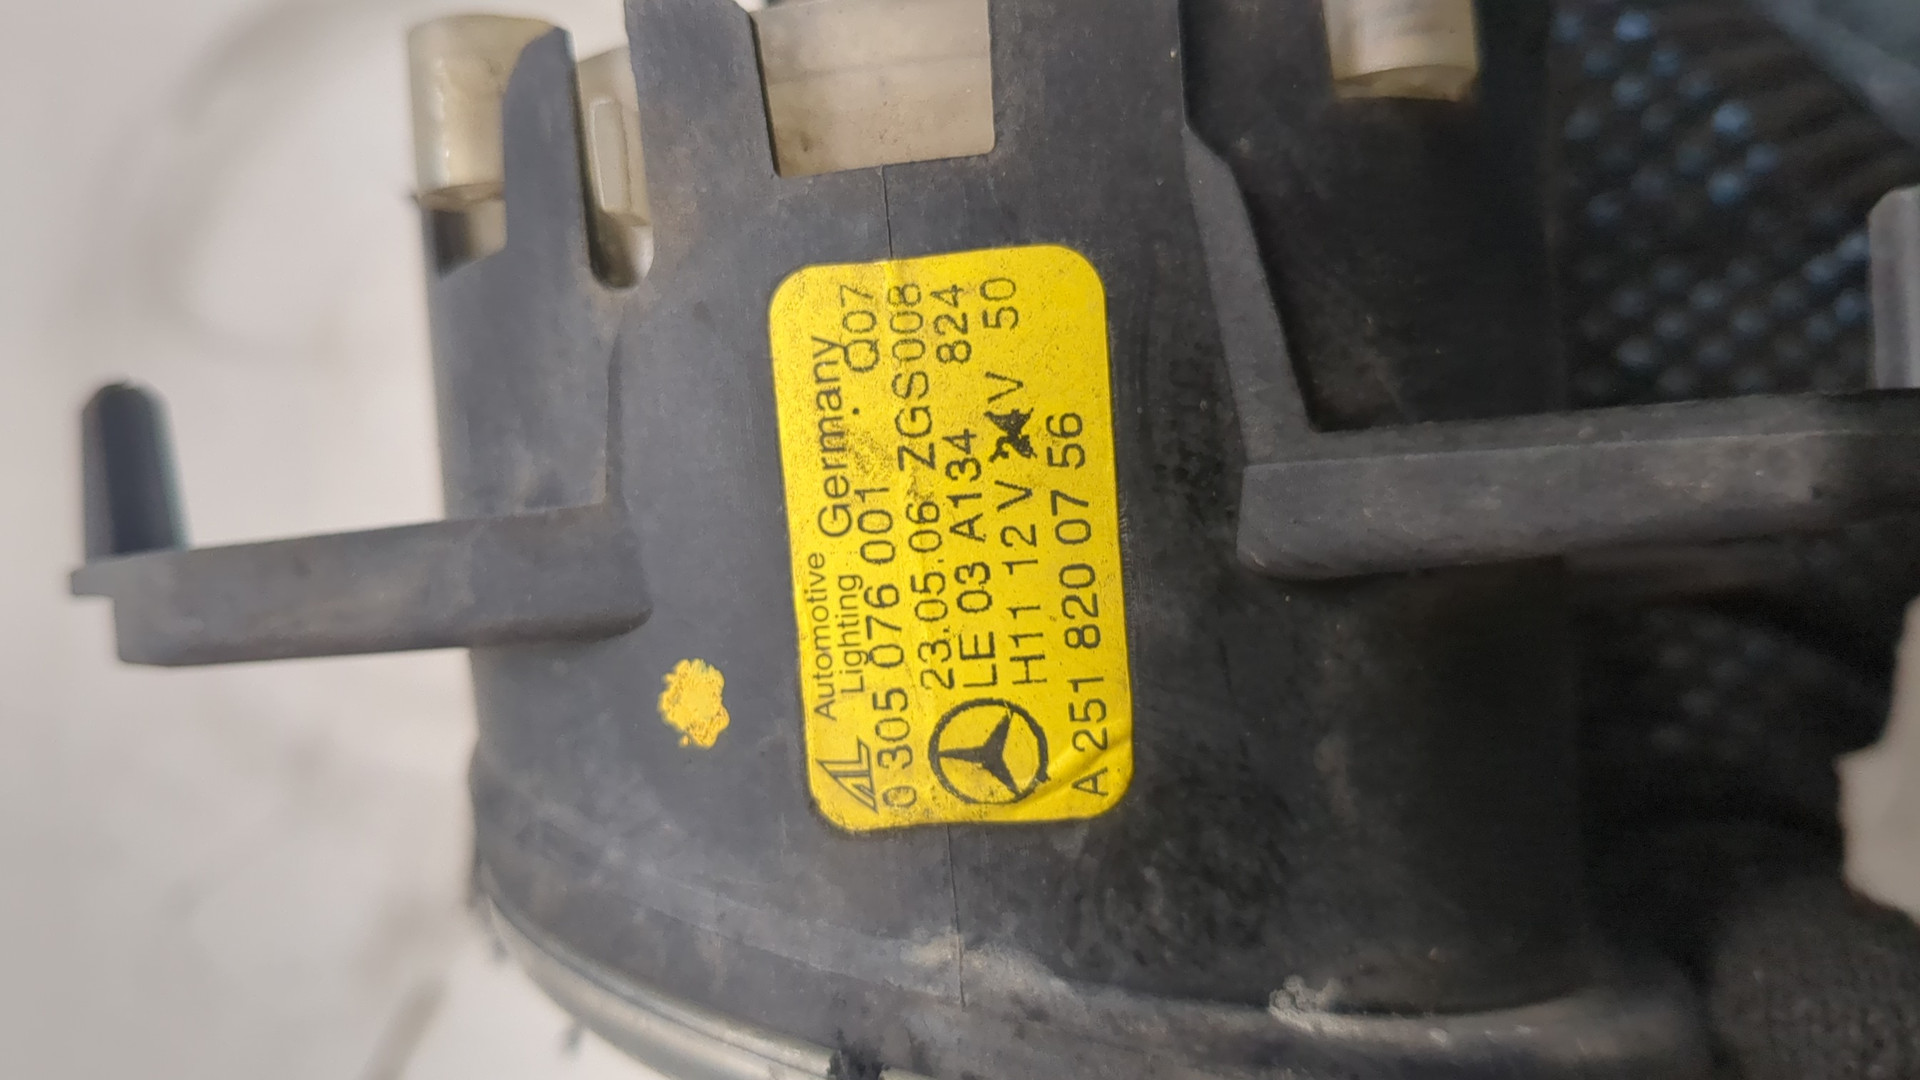 AL Automotive Lighting Germany
0 305 076 001 Q07
23.05.06 ZGS008
LE 03 A134 824
H11 12 V V 50
A 251 820 07 56